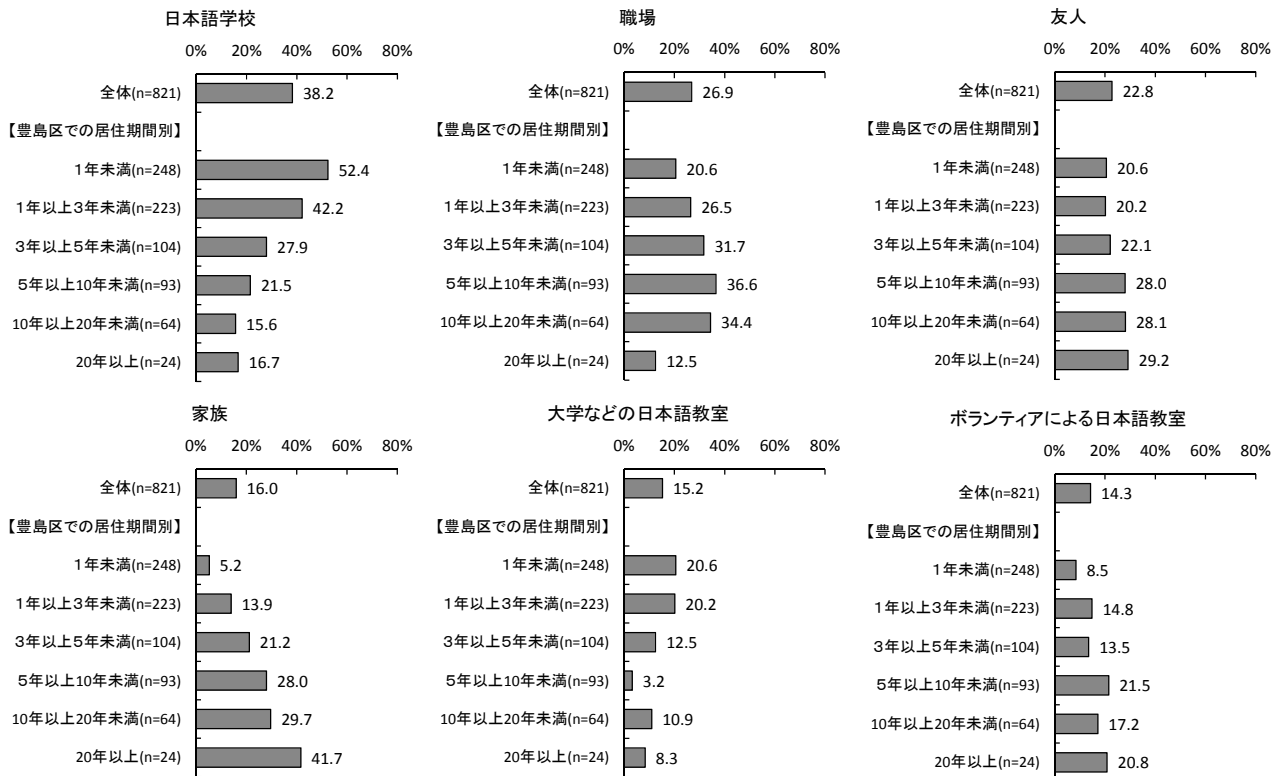 日本語学校
0% 20% 40% 60% 80%
全体(n=821) 38.2
【豊島区での居住期間別】
1年未満(n=248) 52.4
1年以上3年未満(n=223) 42.2
3年以上5年未満(n=104) 27.9
5年以上10年未満(n=93) 21.5
10年以上20年未満(n=64) 15.6
20年以上(n=24) 16.7
職場
0% 20% 40% 60% 80%
全体(n=821) 26.9
【豊島区での居住期間別】
1年未満(n=248) 20.6
1年以上3年未満(n=223) 26.5
3年以上5年未満(n=104) 31.7
5年以上10年未満(n=93) 36.6
10年以上20年未満(n=64) 34.4
20年以上(n=24) 12.5
友人
0% 20% 40% 60% 80%
全体(n=821) 22.8
【豊島区での居住期間別】
1年未満(n=248) 20.6
1年以上3年未満(n=223) 20.2
3年以上5年未満(n=104) 22.1
5年以上10年未満(n=93) 28.0
10年以上20年未満(n=64) 28.1
20年以上(n=24) 29.2
家族
0% 20% 40% 60% 80%
全体(n=821) 16.0
【豊島区での居住期間別】
1年未満(n=248) 5.2
1年以上3年未満(n=223) 13.9
3年以上5年未満(n=104) 21.2
5年以上10年未満(n=93) 28.0
10年以上20年未満(n=64) 29.7
20年以上(n=24) 41.7
大学などの日本語教室
0% 20% 40% 60% 80%
全体(n=821) 15.2
【豊島区での居住期間別】
1年未満(n=248) 20.6
1年以上3年未満(n=223) 20.2
3年以上5年未満(n=104) 12.5
5年以上10年未満(n=93) 3.2
10年以上20年未満(n=64) 10.9
20年以上(n=24) 8.3
ボランティアによる日本語教室
0% 20% 40% 60% 80%
全体(n=821) 14.3
【豊島区での居住期間別】
1年未満(n=248) 8.5
1年以上3年未満(n=223) 14.8
3年以上5年未満(n=104) 13.5
5年以上10年未満(n=93) 21.5
10年以上20年未満(n=64) 17.2
20年以上(n=24) 20.8